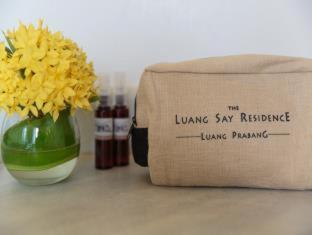 THE
LUANG SAY RESIDENCE
LUANG PRABANG